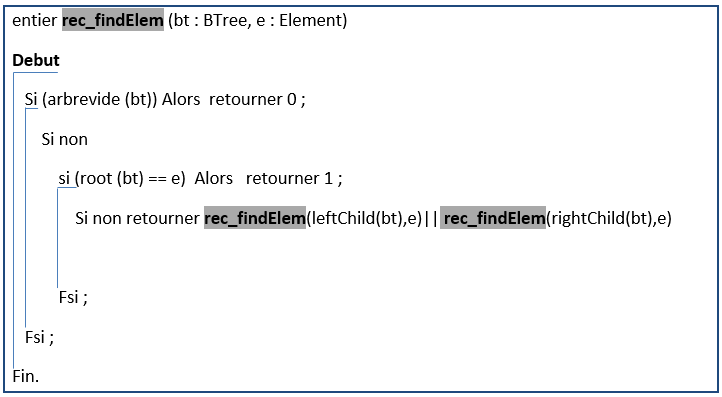 entier rec_findElem (bt : BTree, e : Element)
Debut
Si (arbrevide (bt)) Alors retourner 0 ;
Si non
si (root (bt) == e) Alors retourner 1 ;
Si non retourner rec_findElem(leftChild(bt),e)|| rec_findElem(rightChild(bt),e)
Fsi ;
Fsi ;
Fin.